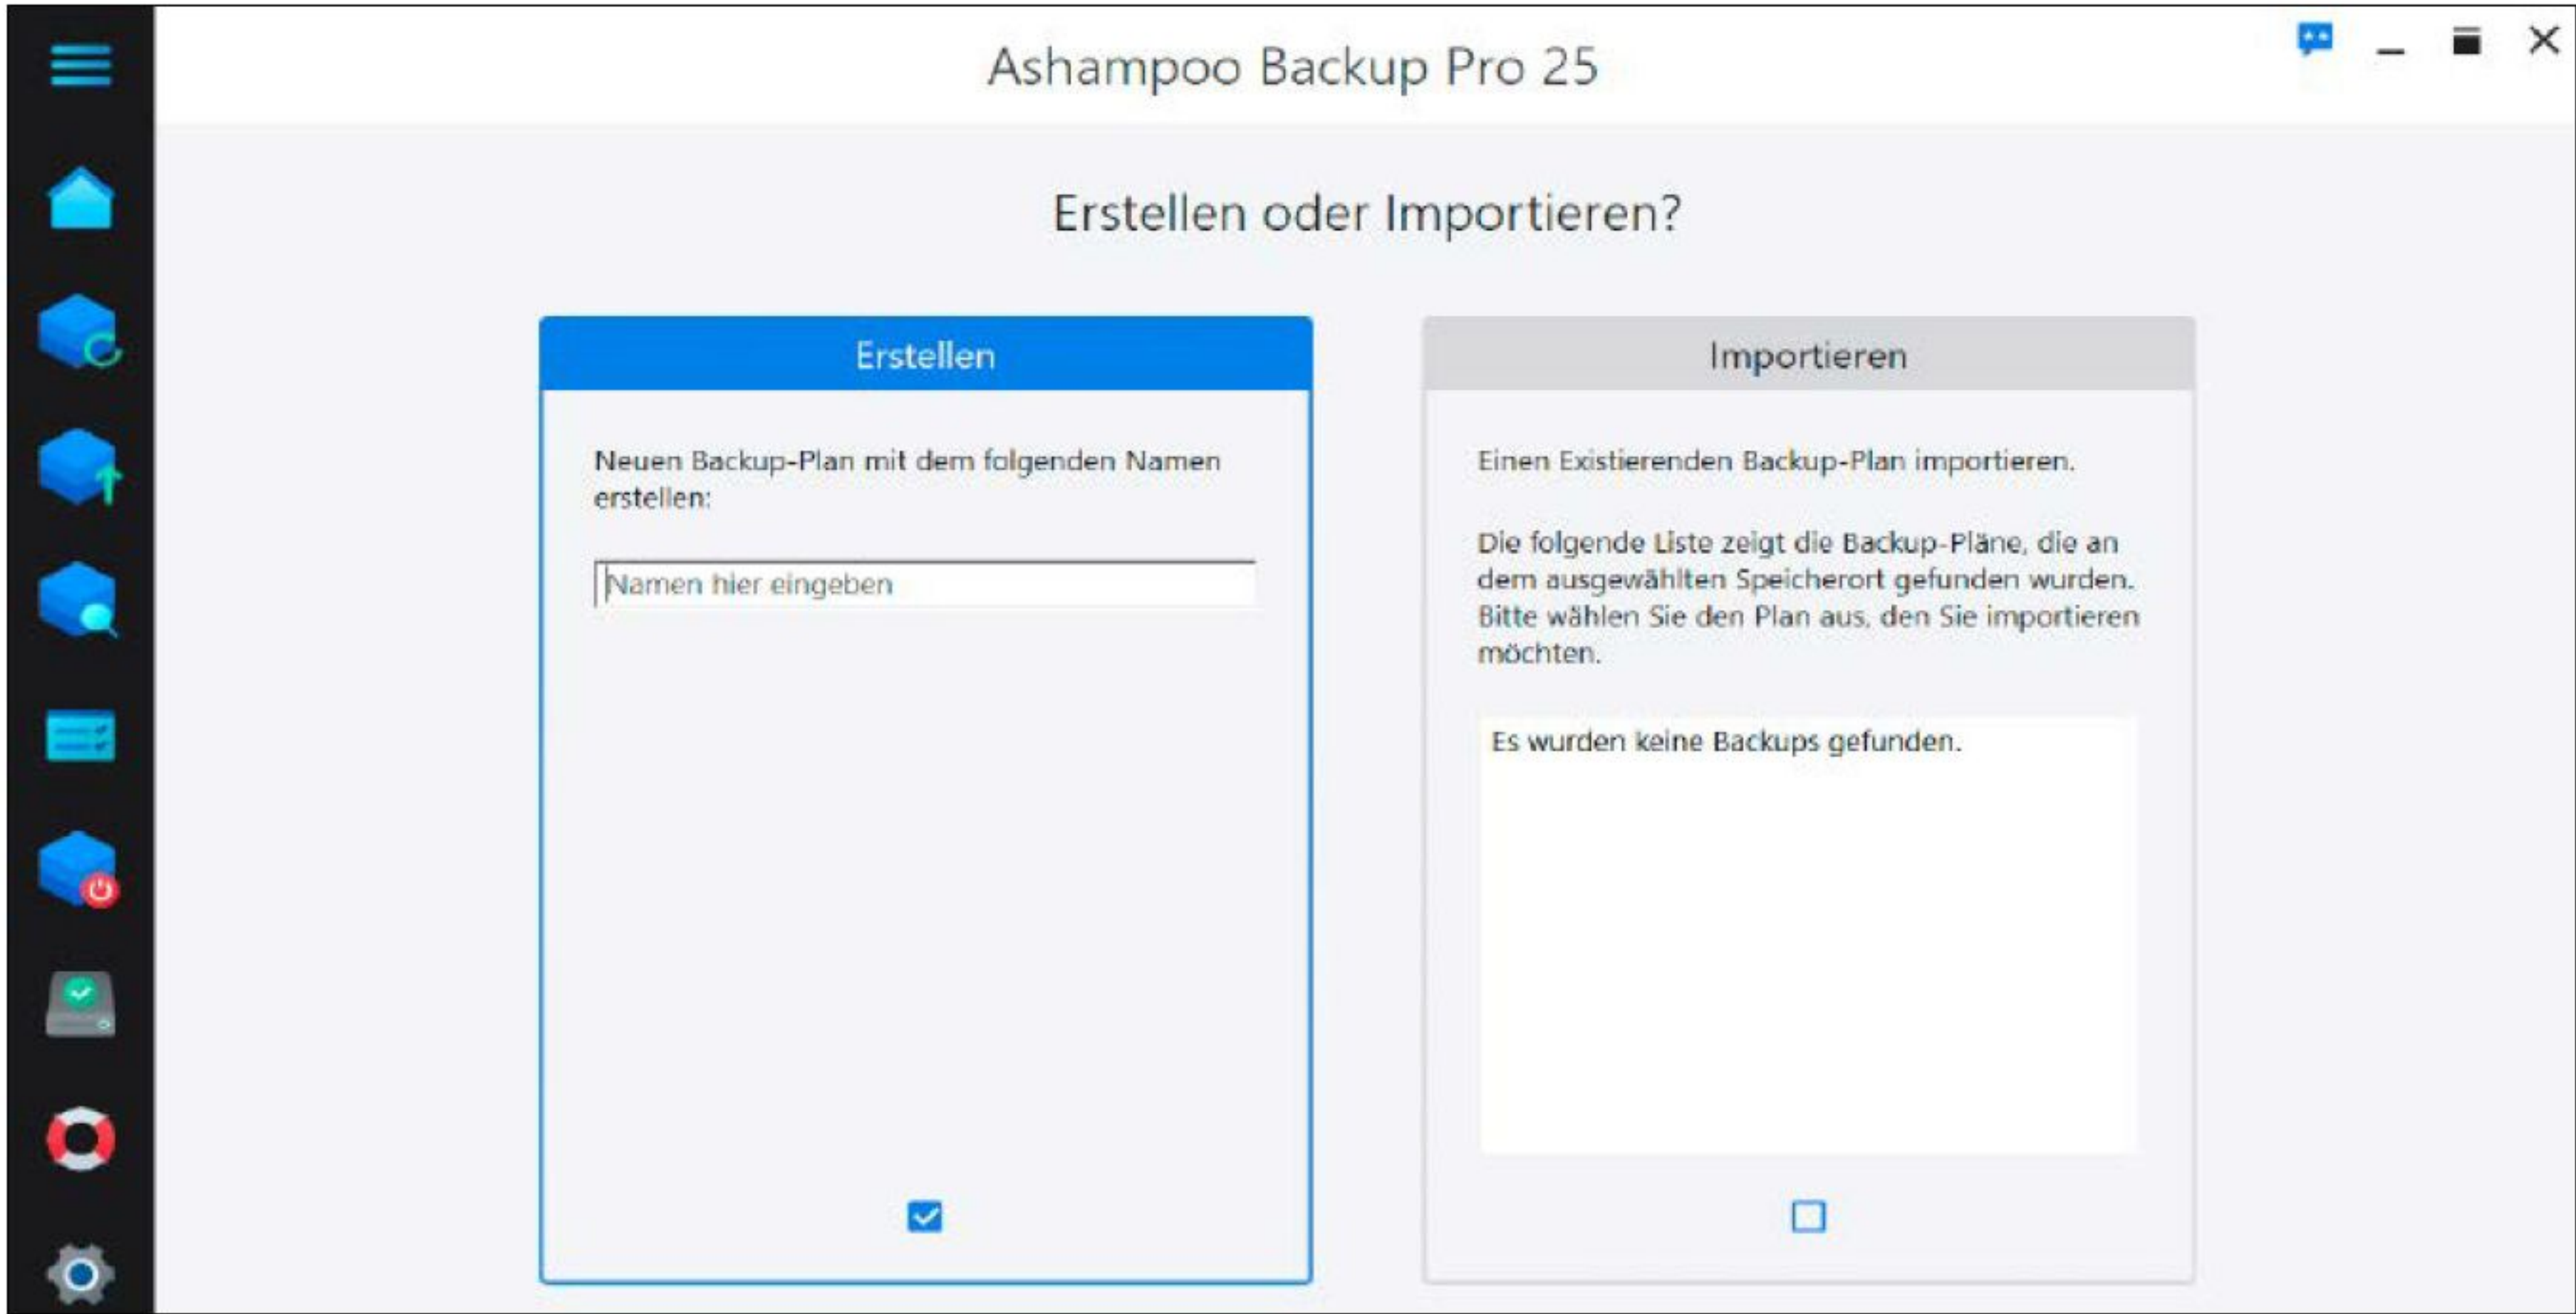 Ashampoo Backup Pro 25
Erstellen oder Importieren?
Erstellen
Neuen Backup-Plan mit dem folgenden Namen
erstellen:
Namen hier eingeben
Importieren
Einen Existierenden Backup-Plan importieren.
Die folgende Liste zeigt die Backup-Pläne, die an
dem ausgewählten Speicherort gefunden wurden.
Bitte wählen Sie den Plan aus, den Sie importieren
möchten.
Es wurden keine Backups gefunden.